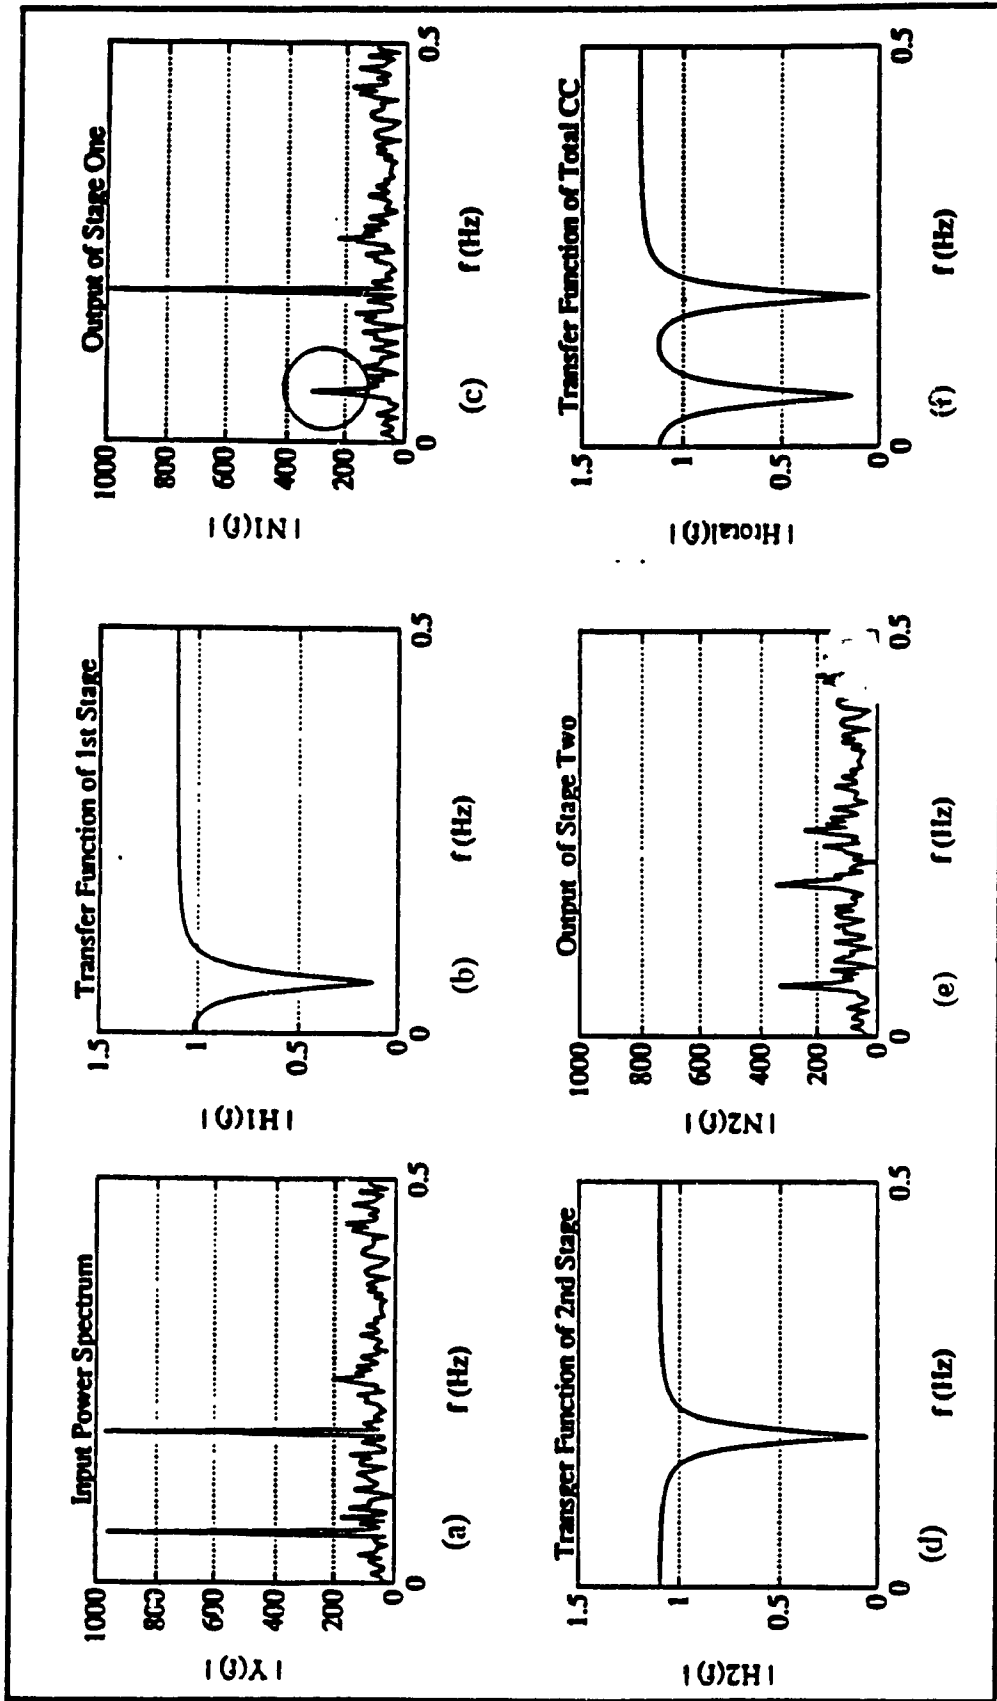 Input Power Spectrum
1000
800
600
400
200
0
0
0.5
| Y(f) |
f (Hz)
(a)
Transfer Function of 1st Stage
1.5
1
0.5
0
0
0.5
| H1(f) |
f (Hz)
(b)
Output of Stage One
1000
800
600
400
200
0
0
0.5
| N1(f) |
f (Hz)
(c)
Transger Function of 2nd Stage
1.5
1
0.5
0
0
0.5
| H2(f) |
f (Hz)
(d)
Output of Stage Two
1000
800
600
400
200
0
0
0.5
| N2(f) |
f (Hz)
(e)
Transfer Function of Total CC
1.5
1
0.5
0
0
0.5
| Htotal(f) |
f (Hz)
(f)